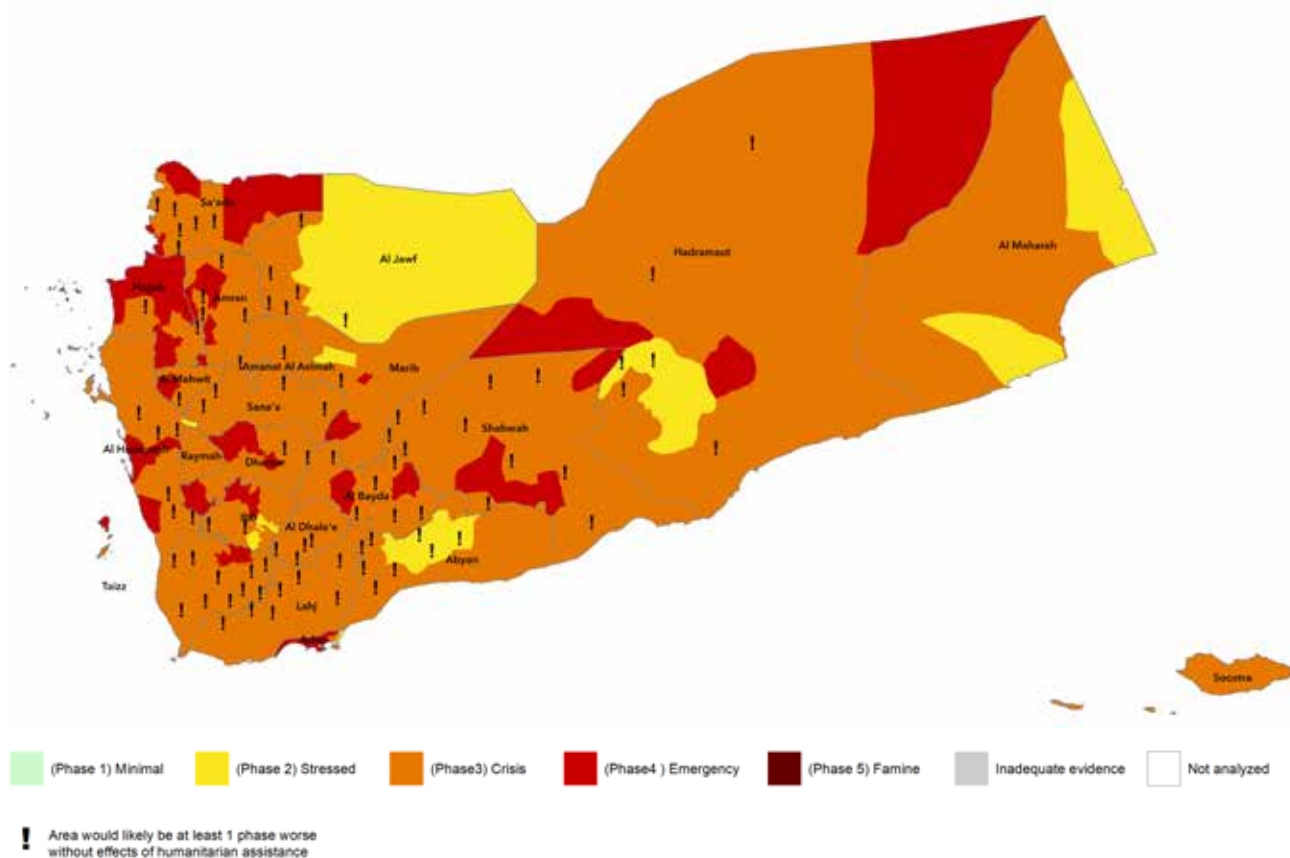 Sa'ada
Al Jawf
Hadramaut
Al Maharah
Hajjah
Amran
Amanat Al Asimah
Marib
Al Mahwit
Sana'a
Shabwah
Raymah
Dhamar
Al Bayda
Ibb
Al Dhale'e
Abyan
Taizz
Lahj
Aden
Socotra
(Phase 1) Minimal
(Phase 2) Stressed
(Phase3) Crisis
(Phase4 ) Emergency
(Phase 5) Famine
Inadequate evidence
Not analyzed
! Area would likely be at least 1 phase worse
without effects of humanitarian assistance